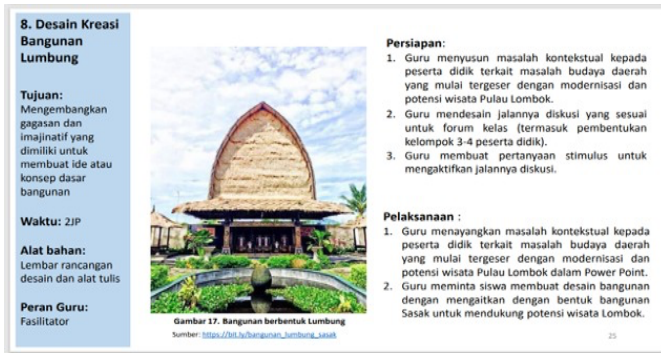 8. Desain Kreasi
Bangunan
Lumbung
Tujuan:
Mengembangkan
gagasan dan
imajinatif yang
dimiliki untuk
membuat ide atau
konsep dasar
bangunan
Waktu: 2JP
Alat bahan:
Lembar rancangan
desain dan alat tulis
Peran Guru:
Fasilitator
Gambar 17. Bangunan berbentuk Lumbung
Sumber: https://bit.ly/bangunan_lumbung_sasak
Persiapan:
1. Guru menyusun masalah kontekstual kepada
peserta didik terkait masalah budaya daerah
yang mulai tergeser dengan modernisasi dan
potensi wisata Pulau Lombok.
2. Guru mendesain jalannya diskusi yang sesuai
untuk forum kelas (termasuk pembentukan
kelompok 3-4 peserta didik).
3. Guru membuat pertanyaan stimulus untuk
mengaktifkan jalannya diskusi.
Pelaksanaan :
1. Guru menayangkan masalah kontekstual kepada
peserta didik terkait masalah budaya daerah
yang mulai tergeser dengan modernisasi dan
potensi wisata Pulau Lombok dalam Power Point.
2. Guru meminta siswa membuat desain bangunan
dengan mengaitkan dengan bentuk bangunan
Sasak untuk mendukung potensi wisata Lombok.
25